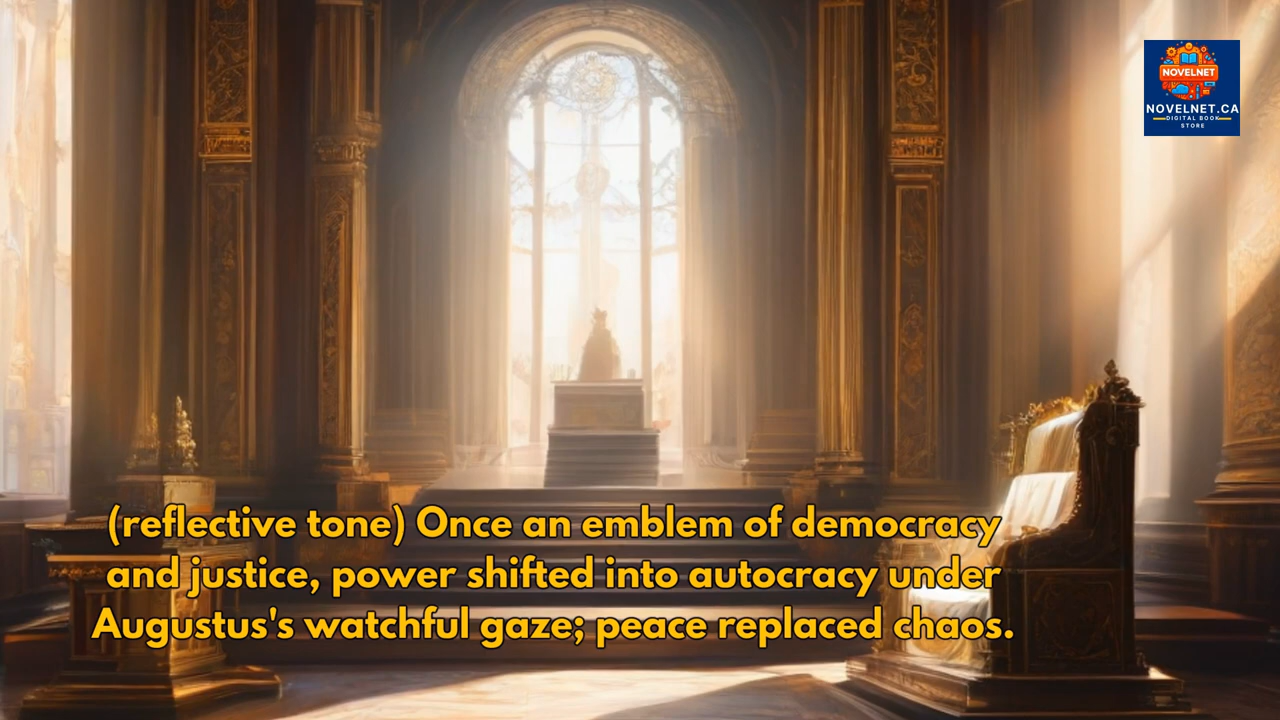 NOVELNET
NOVELNET.CA
DIGITAL BOOK
STORE
(reflective tone) Once an emblem of democracy
and justice, power shifted into autocracy under
Augustus's watchful gaze; peace replaced chaos.